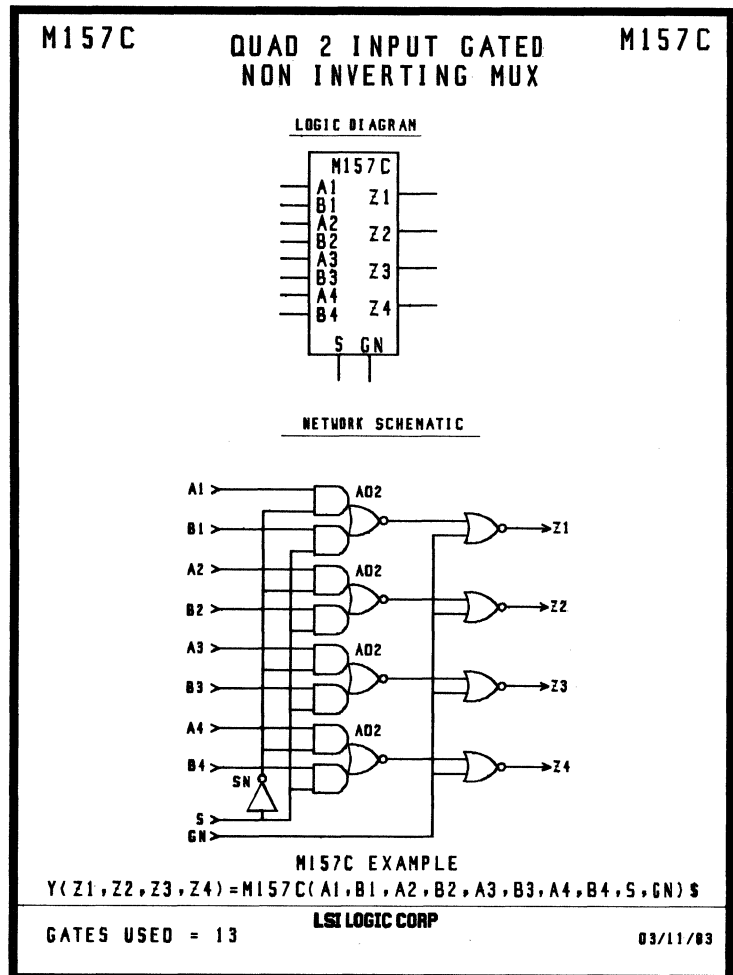 M157C
QUAD 2 INPUT GATED
M157C
NON INVERTING MUX
LOGIC DIAGRAM
M157C
A1
B1
A2
B2
A3
B3
A4
B4
Z1
Z2
Z3
Z4
S GN
NETWORK SCHEMATIC
A1
AO2
B1
Z1
A2
AO2
B2
Z2
A3
AO2
B3
Z3
A4
AO2
B4
Z4
SN
S
GN
M157C EXAMPLE
Y(Z1,Z2,Z3,Z4)=M157C(A1,B1,A2,B2,A3,B3,A4,B4,S,GN)$
LSI LOGIC CORP
GATES USED = 13
03/11/83